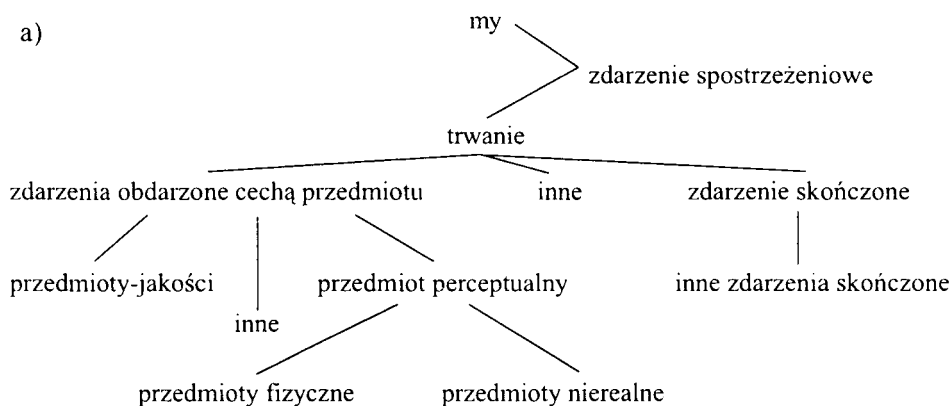 a)
my
zdarzenie spostrzeżeniowe
trwanie
zdarzenia obdarzone cechą przedmiotu
inne
zdarzenie skończone
przedmioty-jakości
przedmiot perceptualny
inne zdarzenia skończone
inne
przedmioty fizyczne
przedmioty nierealne